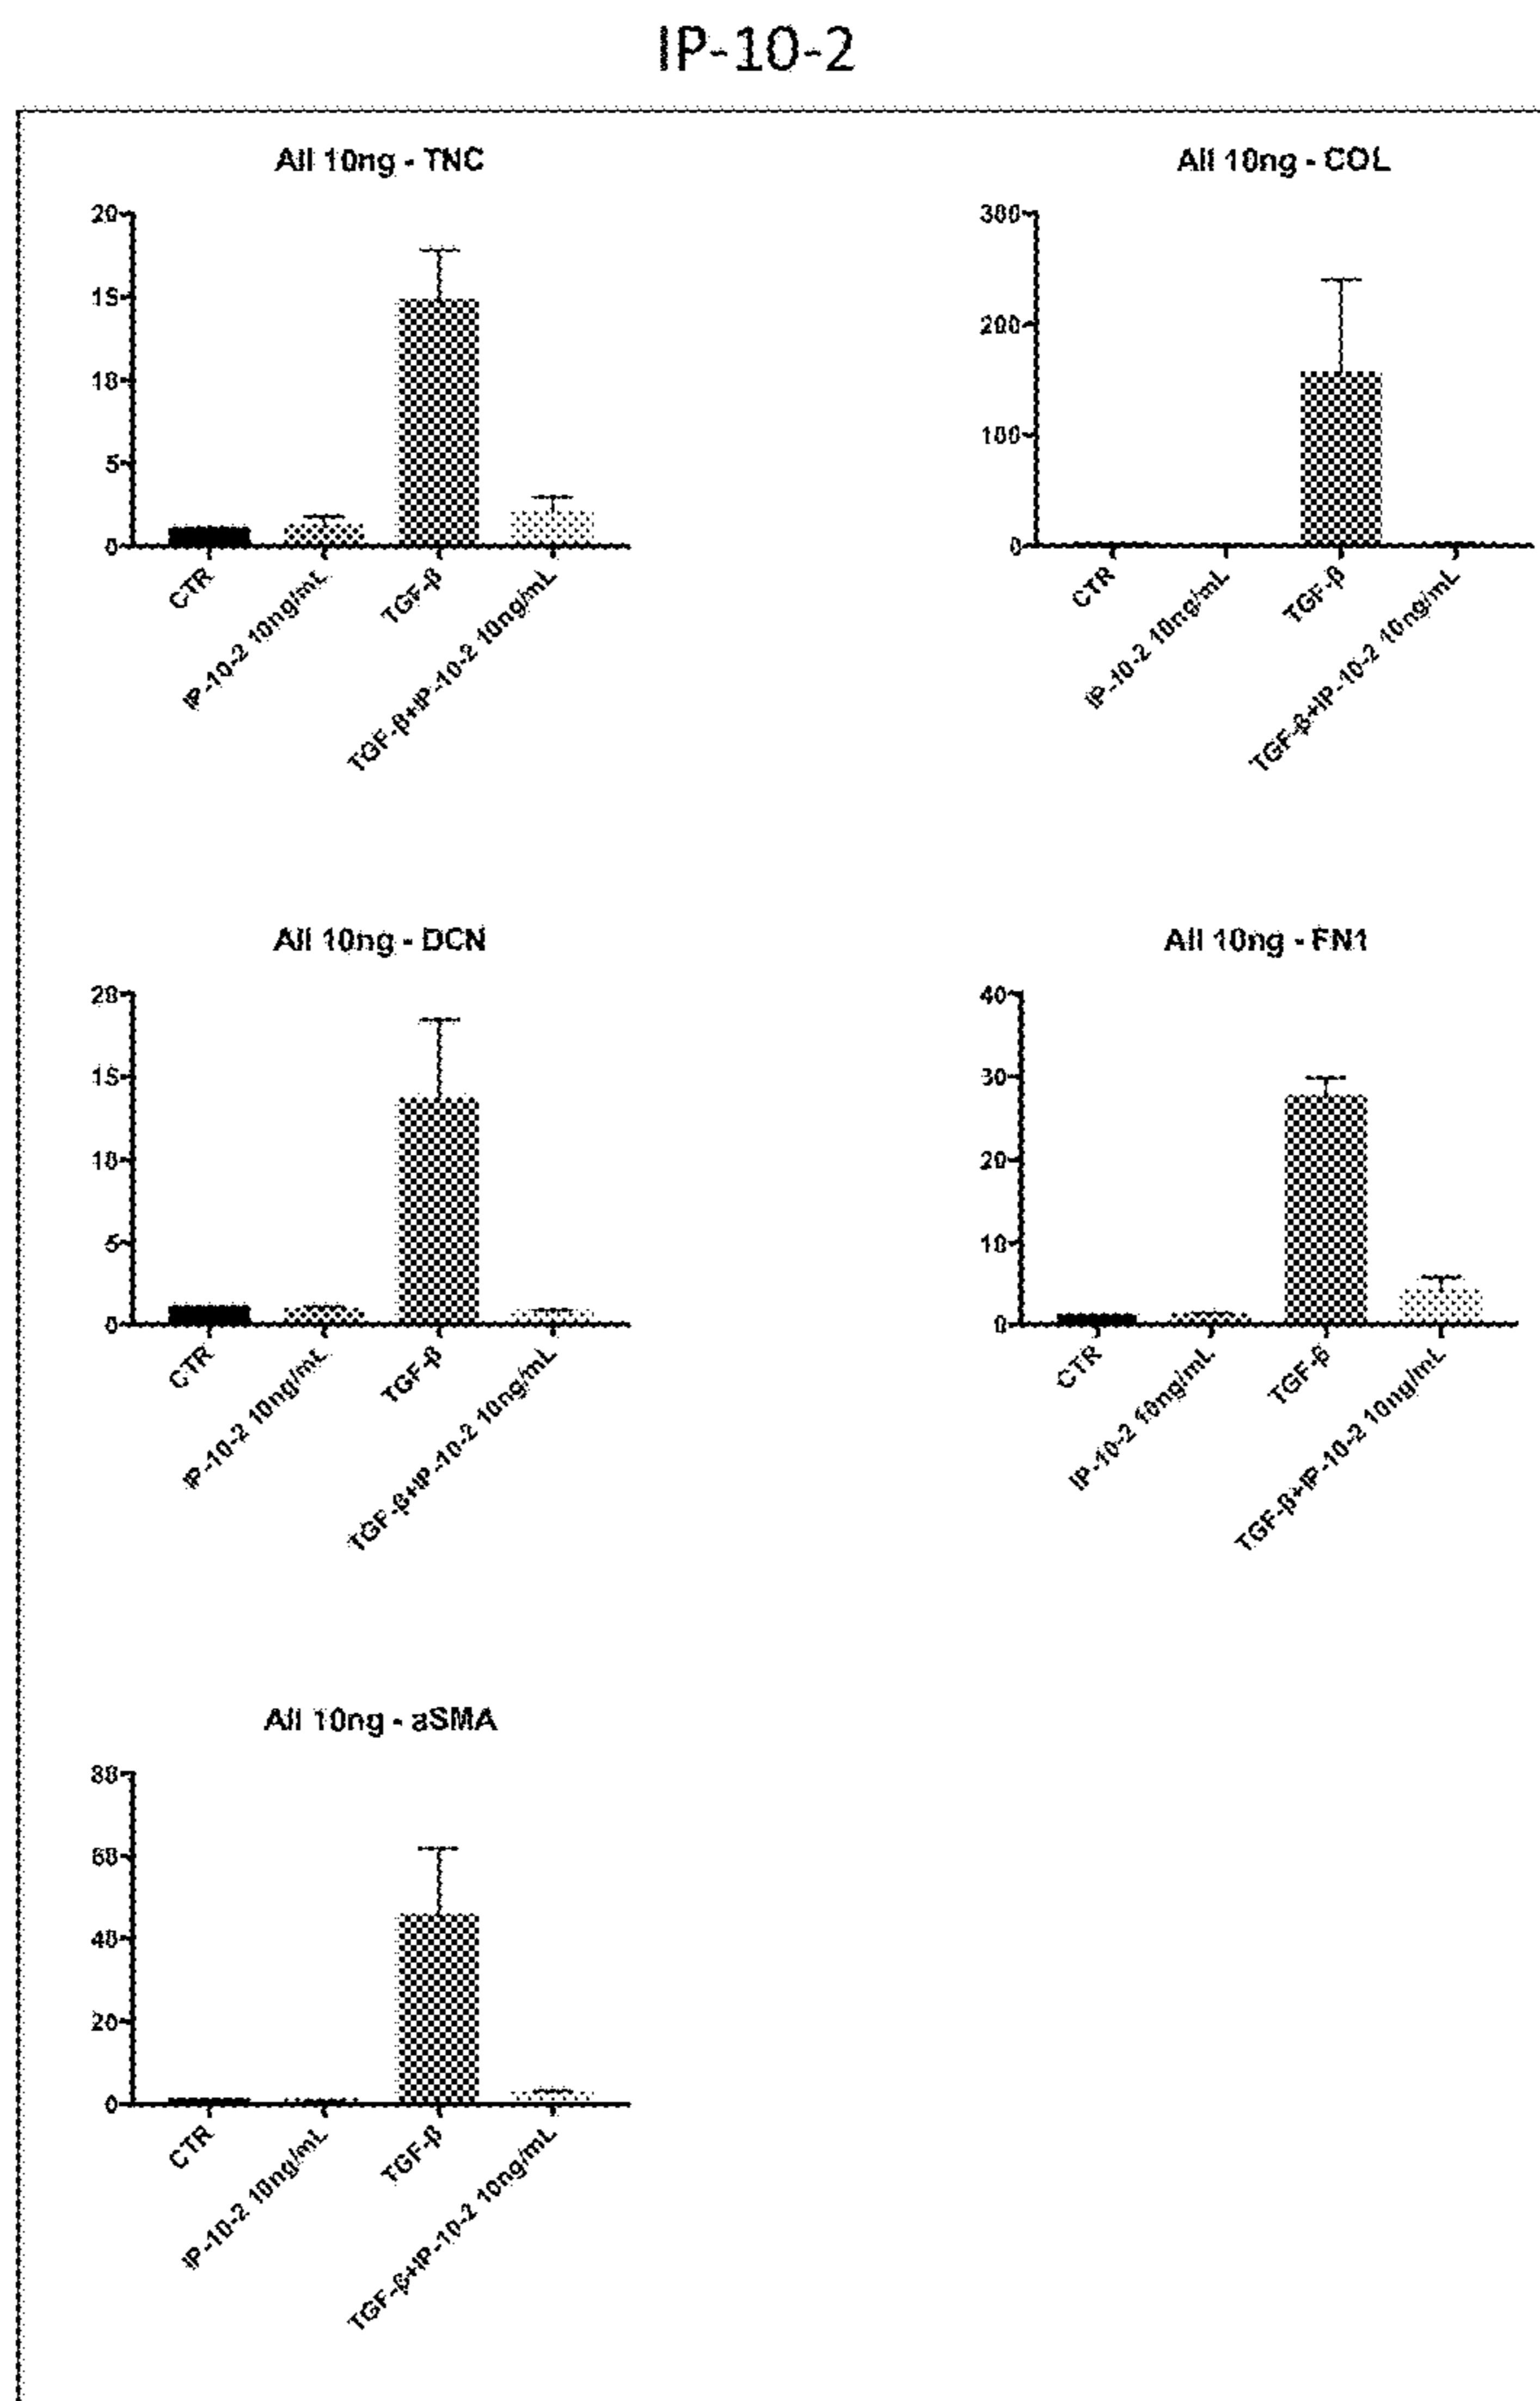 IP-10-2
All 10ng - TNC
20
15
10
5
0
CTR
IP-10-2 10ng/mL
TGF-β
TGF-β+IP-10-2 10ng/mL
All 10ng - COL
300
200
100
0
CTR
IP-10-2 10ng/mL
TGF-β
TGF-β+IP-10-2 10ng/mL
All 10ng - DCN
20
15
10
5
0
CTR
IP-10-2 10ng/mL
TGF-β
TGF-β+IP-10-2 10ng/mL
All 10ng - FN1
40
30
20
10
0
CTR
IP-10-2 10ng/mL
TGF-β
TGF-β+IP-10-2 10ng/mL
All 10ng - aSMA
80
60
40
20
0
CTR
IP-10-2 10ng/mL
TGF-β
TGF-β+IP-10-2 10ng/mL